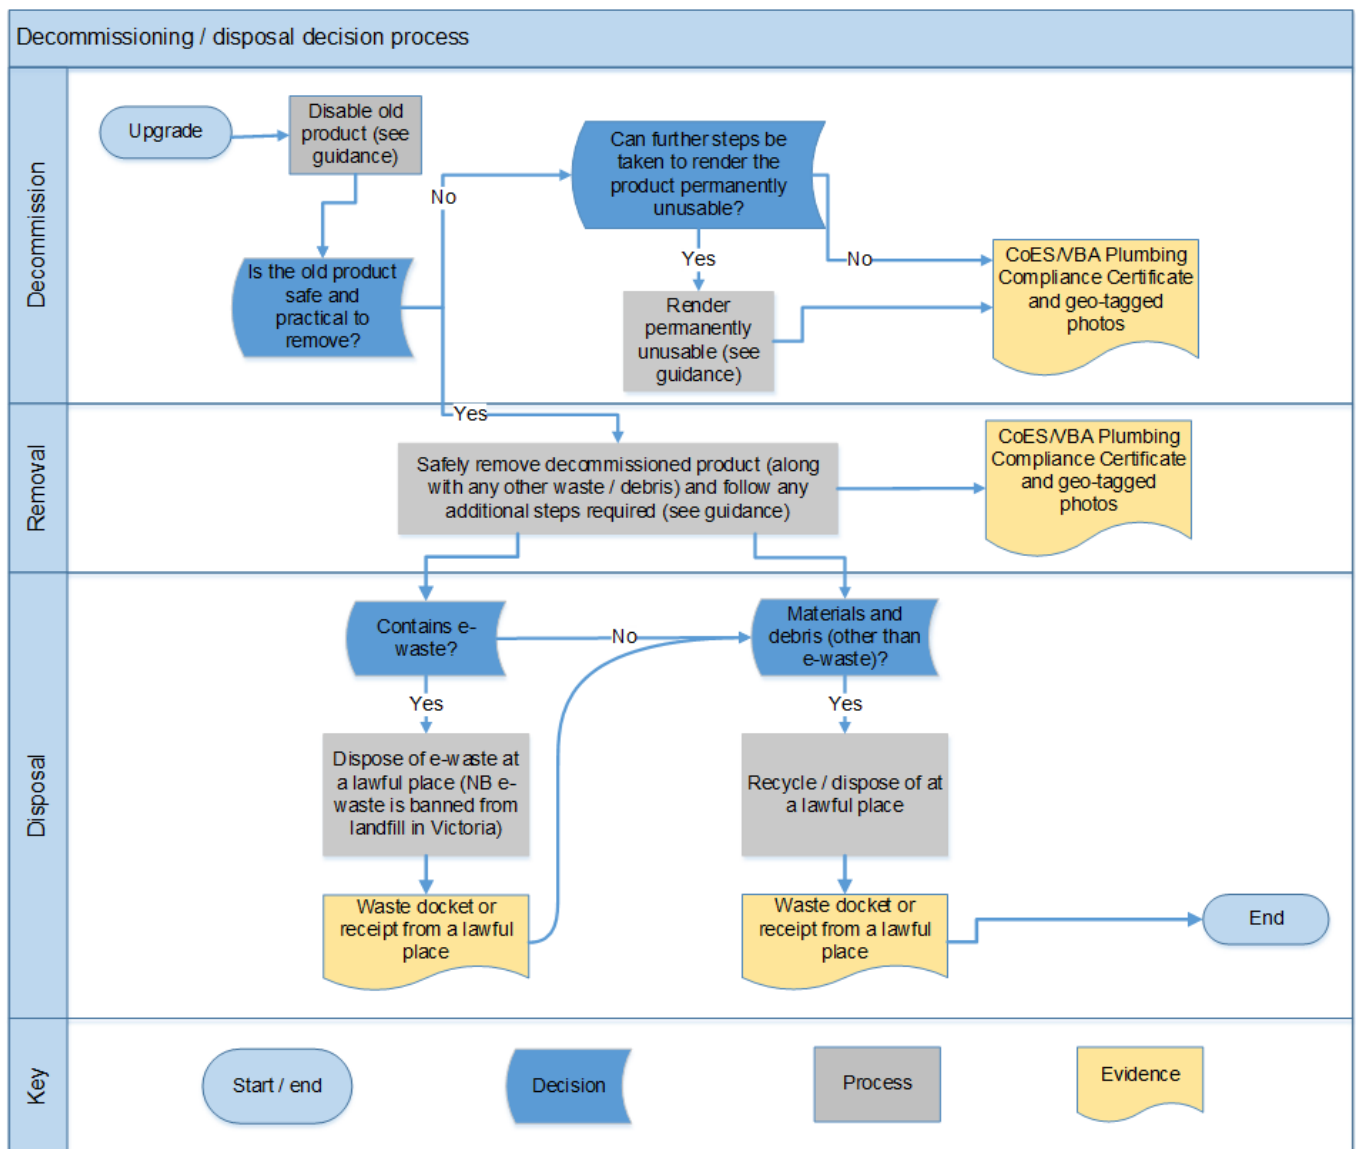 Decommissioning / disposal decision process
Decommission
Upgrade
Disable old
product (see
guidance)
Is the old product
safe and
practical to
remove?
No
Can further steps be
taken to render the
product permanently
unusable?
Yes
No
Render
permanently
unusable (see
guidance)
CoES/VBA Plumbing
Compliance Certificate
and geo-tagged
photos
Removal
Yes
Safely remove decommissioned product (along
with any other waste / debris) and follow any
additional steps required (see guidance)
CoES/VBA Plumbing
Compliance Certificate
and geo-tagged
photos
Disposal
Contains e-
waste?
No
Materials and
debris (other than
e-waste)?
Yes
Yes
Dispose of e-waste at
a lawful place (NB e-
waste is banned from
landfill in Victoria)
Recycle / dispose of at
a lawful place
Waste docket or
receipt from a lawful
place
Waste docket or
receipt from a lawful
place
End
Key
Start / end
Decision
Process
Evidence